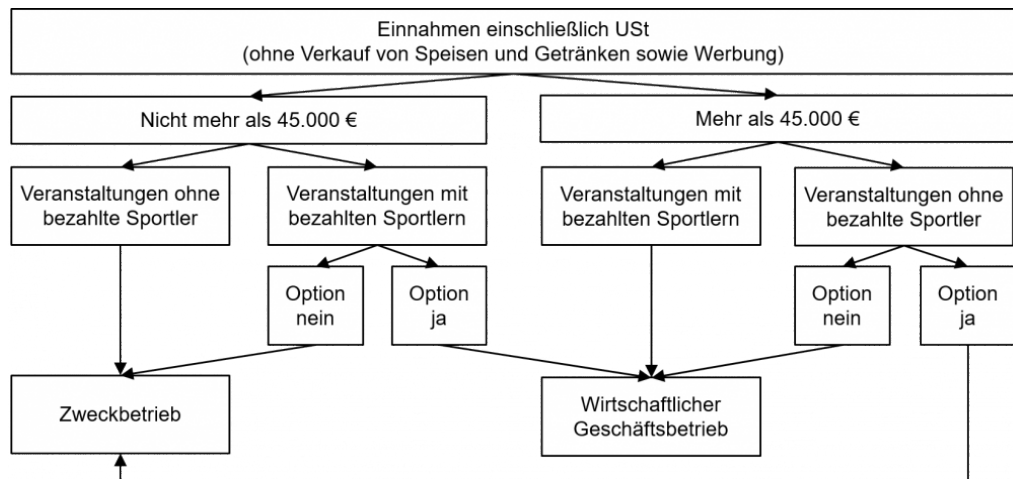 Einnahmen einschließlich USt
(ohne Verkauf von Speisen und Getränken sowie Werbung)
Nicht mehr als 45.000 €
Mehr als 45.000 €
Veranstaltungen ohne
bezahlte Sportler
Veranstaltungen mit
bezahlten Sportlern
Veranstaltungen mit
bezahlten Sportlern
Veranstaltungen ohne
bezahlte Sportler
Option
nein
Option
ja
Option
nein
Option
ja
Zweckbetrieb
Wirtschaftlicher
Geschäftsbetrieb